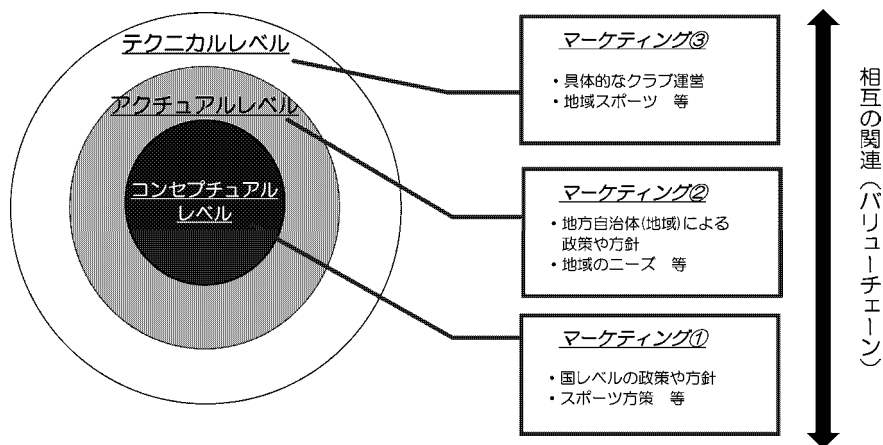 テクニカルレベル
アクチュアルレベル
コンセプチュアル
レベル
マーケティング③
・具体的なクラブ運営
・地域スポーツ 等
マーケティング②
・地方自治体(地域)による
政策や方針
・地域のニーズ 等
マーケティング①
・国レベルの政策や方針
・スポーツ方策 等
相互の関連(バリューチェーン)